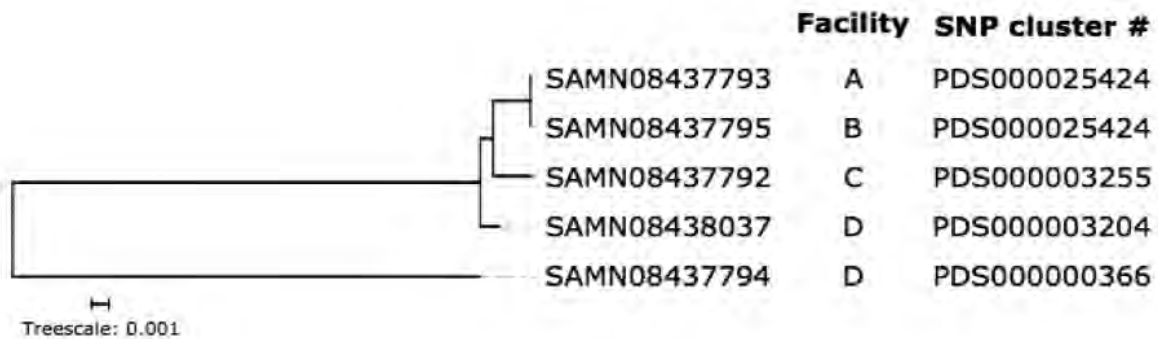 Facility SNP cluster #
SAMN08437793 A PDS000025424
SAMN08437795 B PDS000025424
SAMN08437792 C PDS000003255
SAMN08438037 D PDS000003204
SAMN08437794 D PDS000000366
Treescale: 0.001